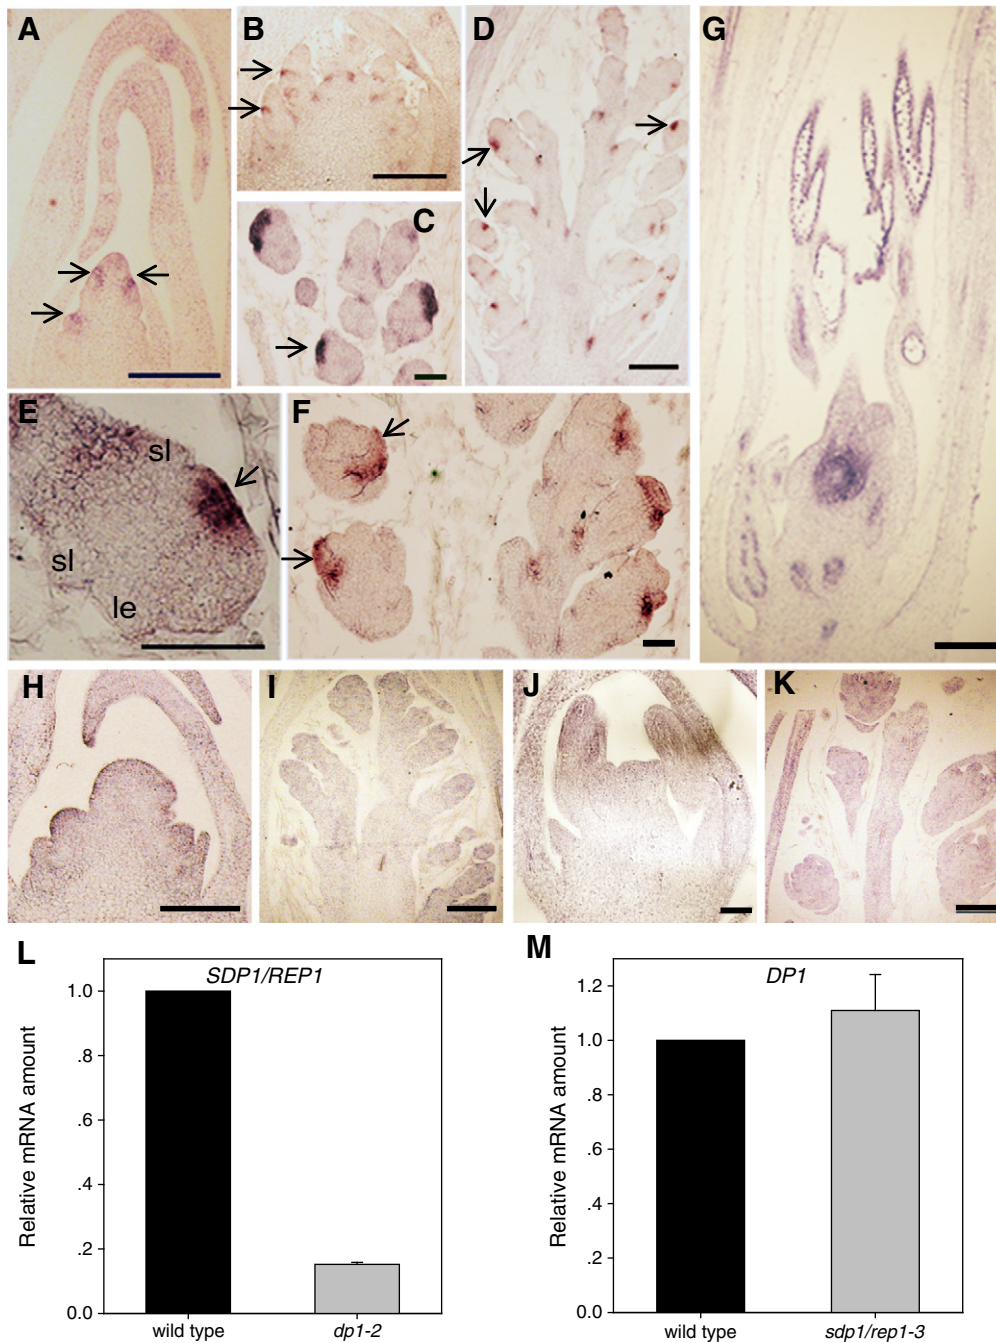 A
B
C
D
G
E
sl
sl
le
F
H
I
J
K
L
SDP1/REP1
Relative mRNA amount
1.0
.8
.6
.4
.2
0.0
wild type
dp1-2
M
DP1
Relative mRNA amount
1.2
1.0
.8
.6
.4
.2
0.0
wild type
sdp1/rep1-3